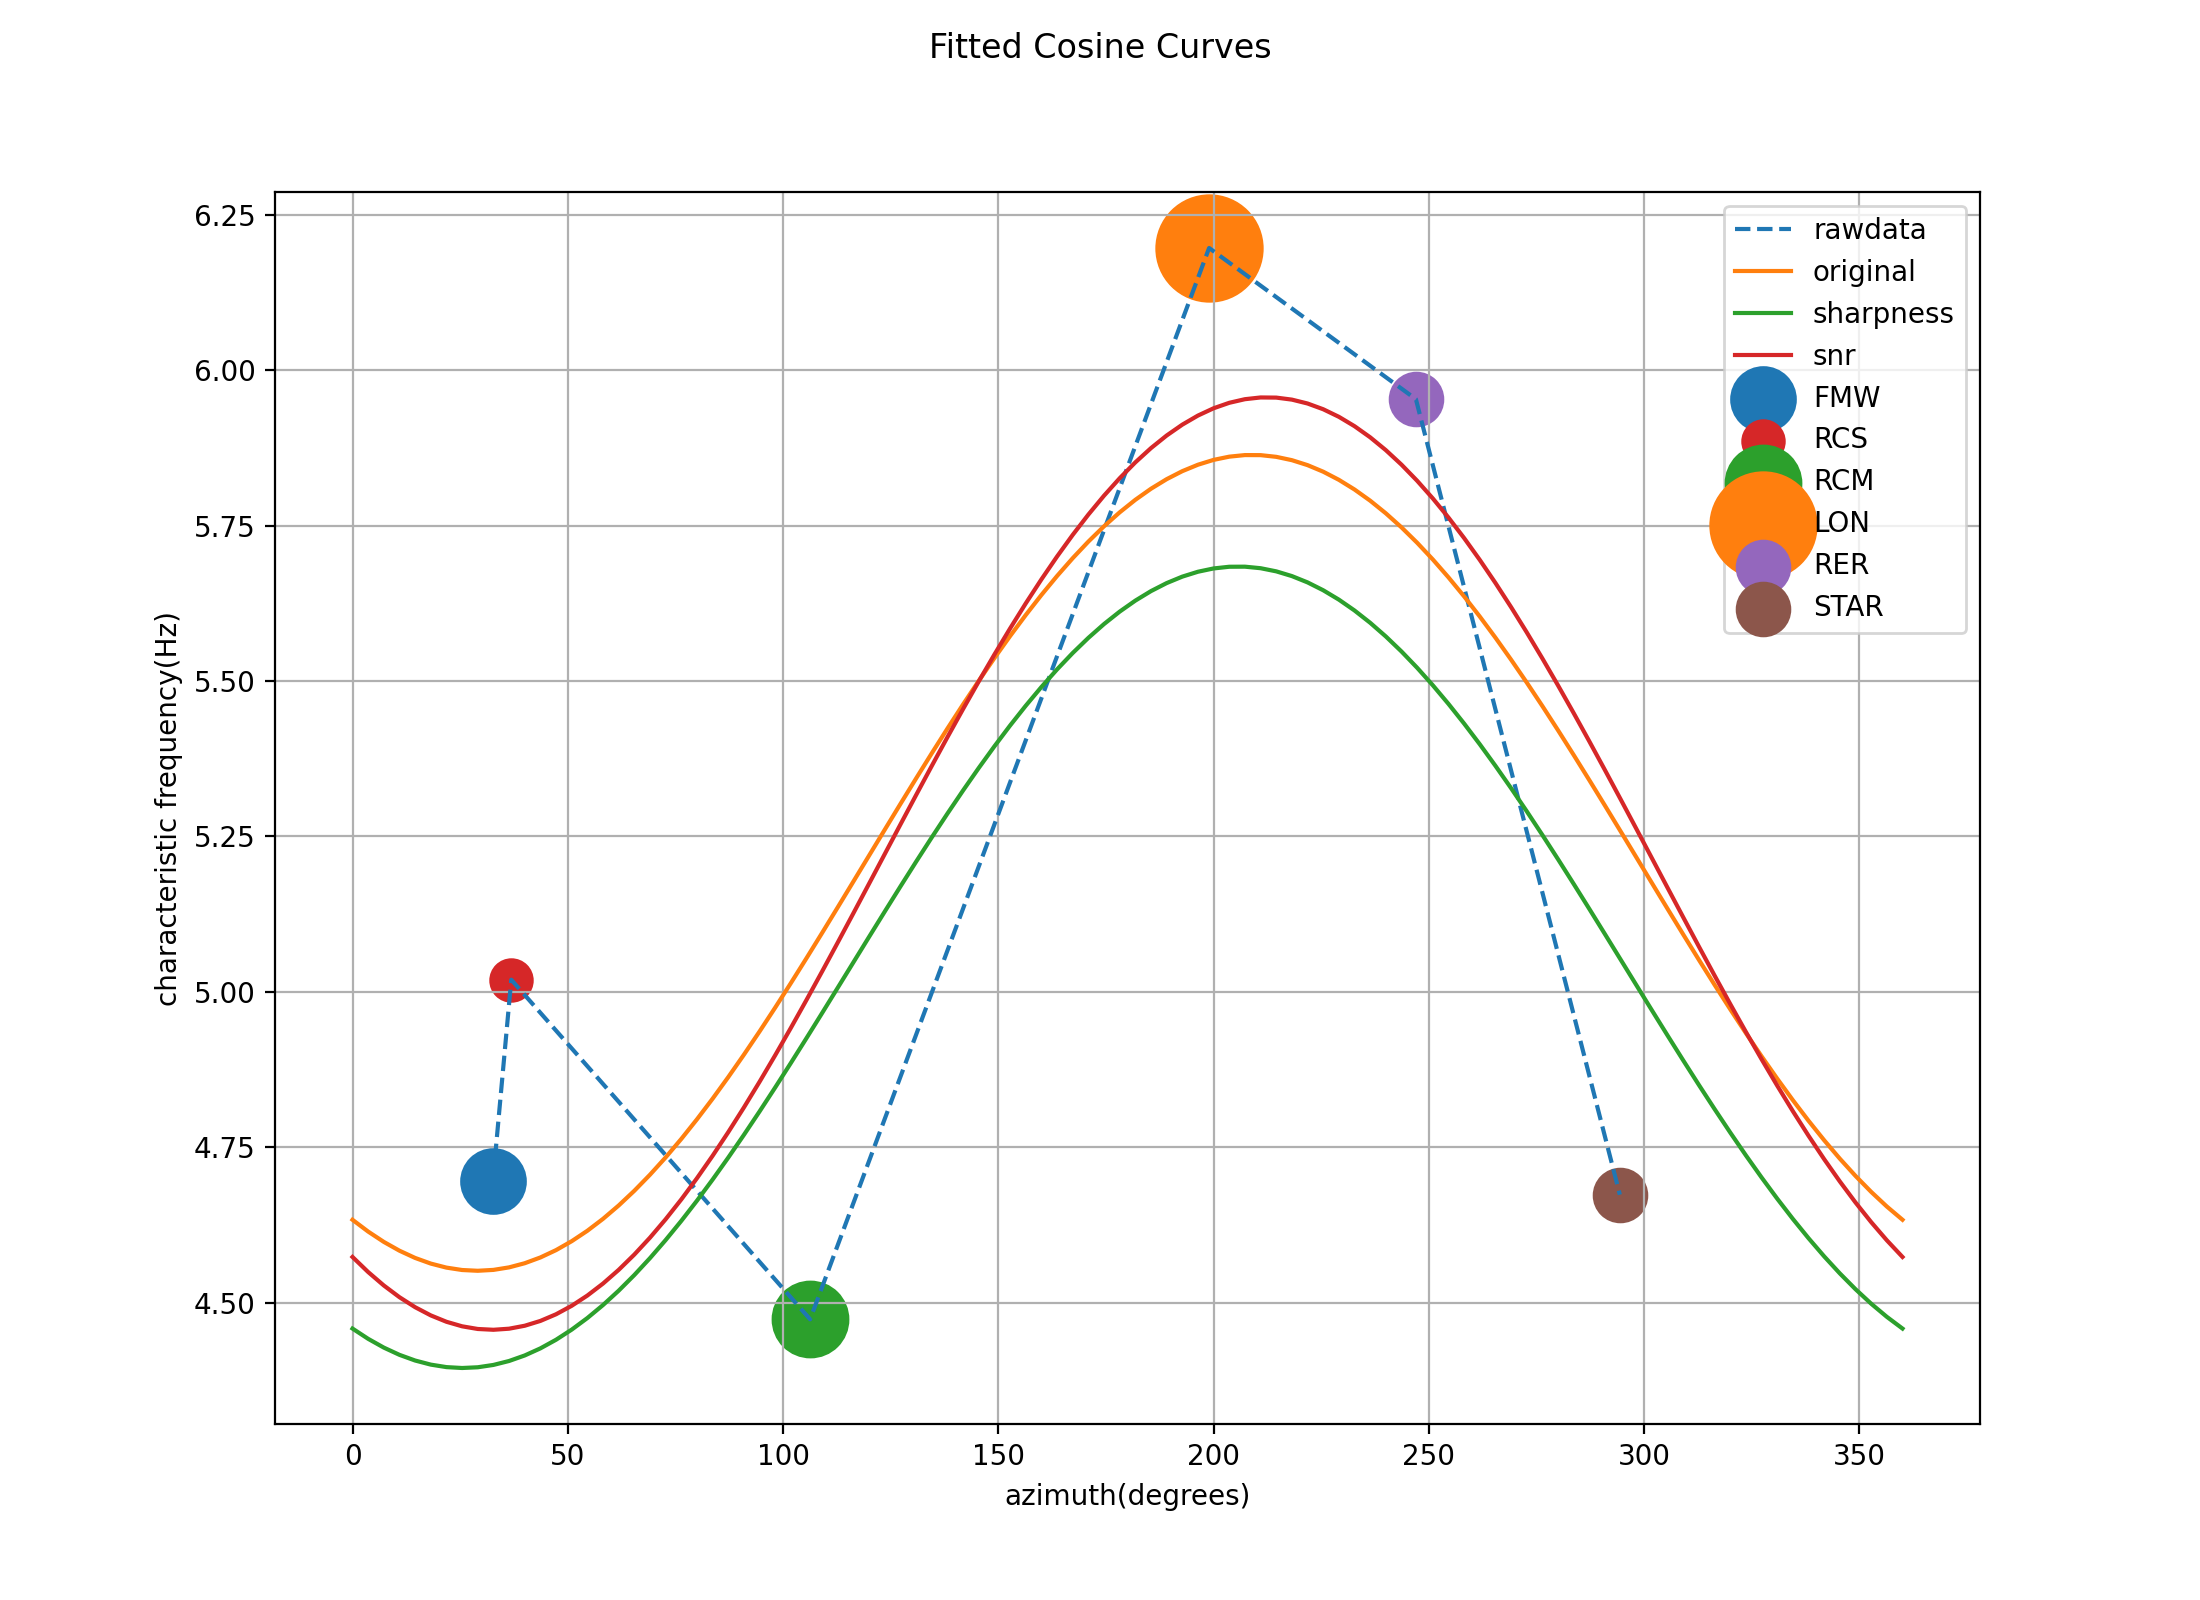 Fitted Cosine Curves
6.25
6.00
5.75
5.50
5.25
5.00
4.75
4.50
characteristic frequency(Hz)
rawdata
original
sharpness
snr
FMW
RCS
RCM
LON
RER
STAR
0 50 100 150 200 250 300 350
azimuth(degrees)